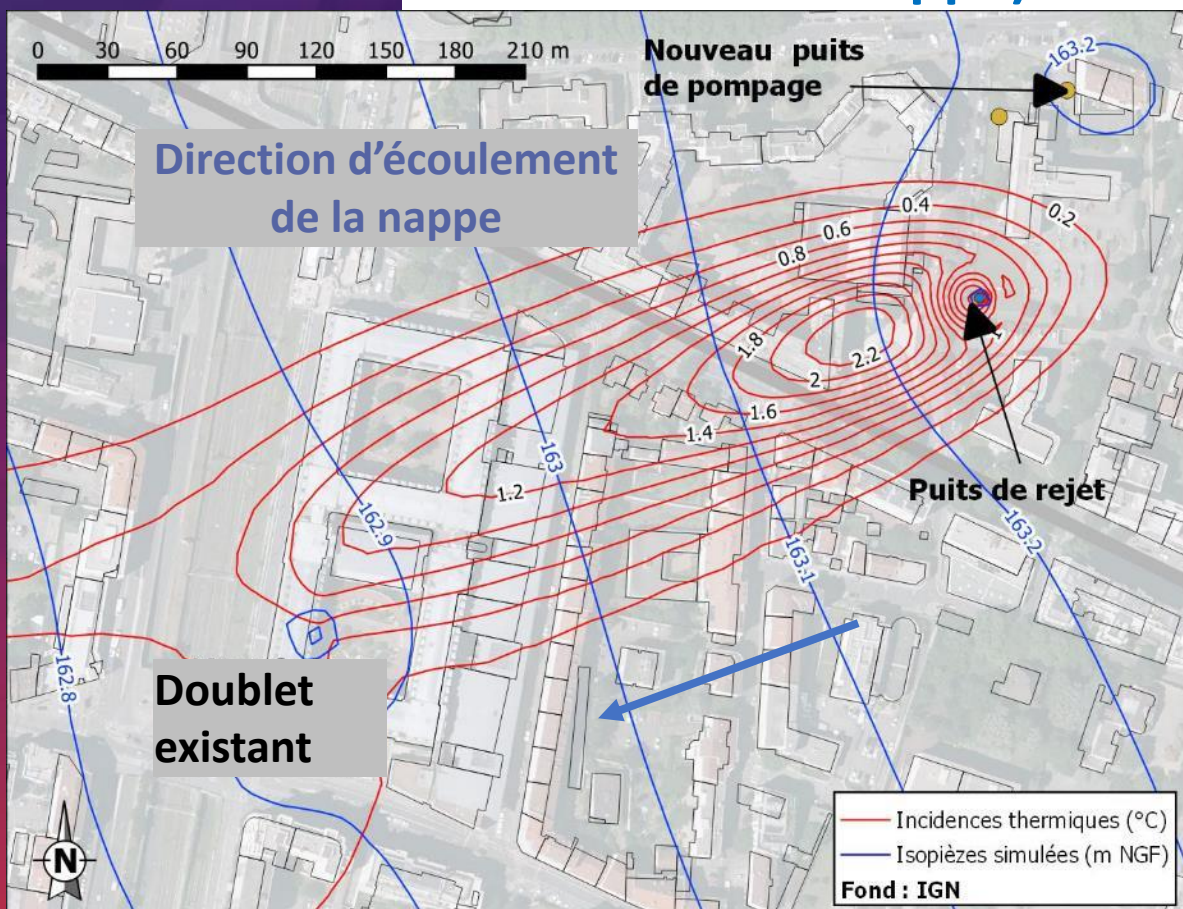 0 30 60 90 120 150 180 210 m
Nouveau puits
de pompage
163.2
Direction d'écoulement
de la nappe
0.4
0.2
0.6
0.8
1.8
2.2
2
1.6
1.4
1.2
163
162.9
Puits de rejet
163.2
163.1
162.8
Doublet
existant
N
Incidences thermiques (°C)
Isopièzes simulées (m NGF)
Fond : IGN